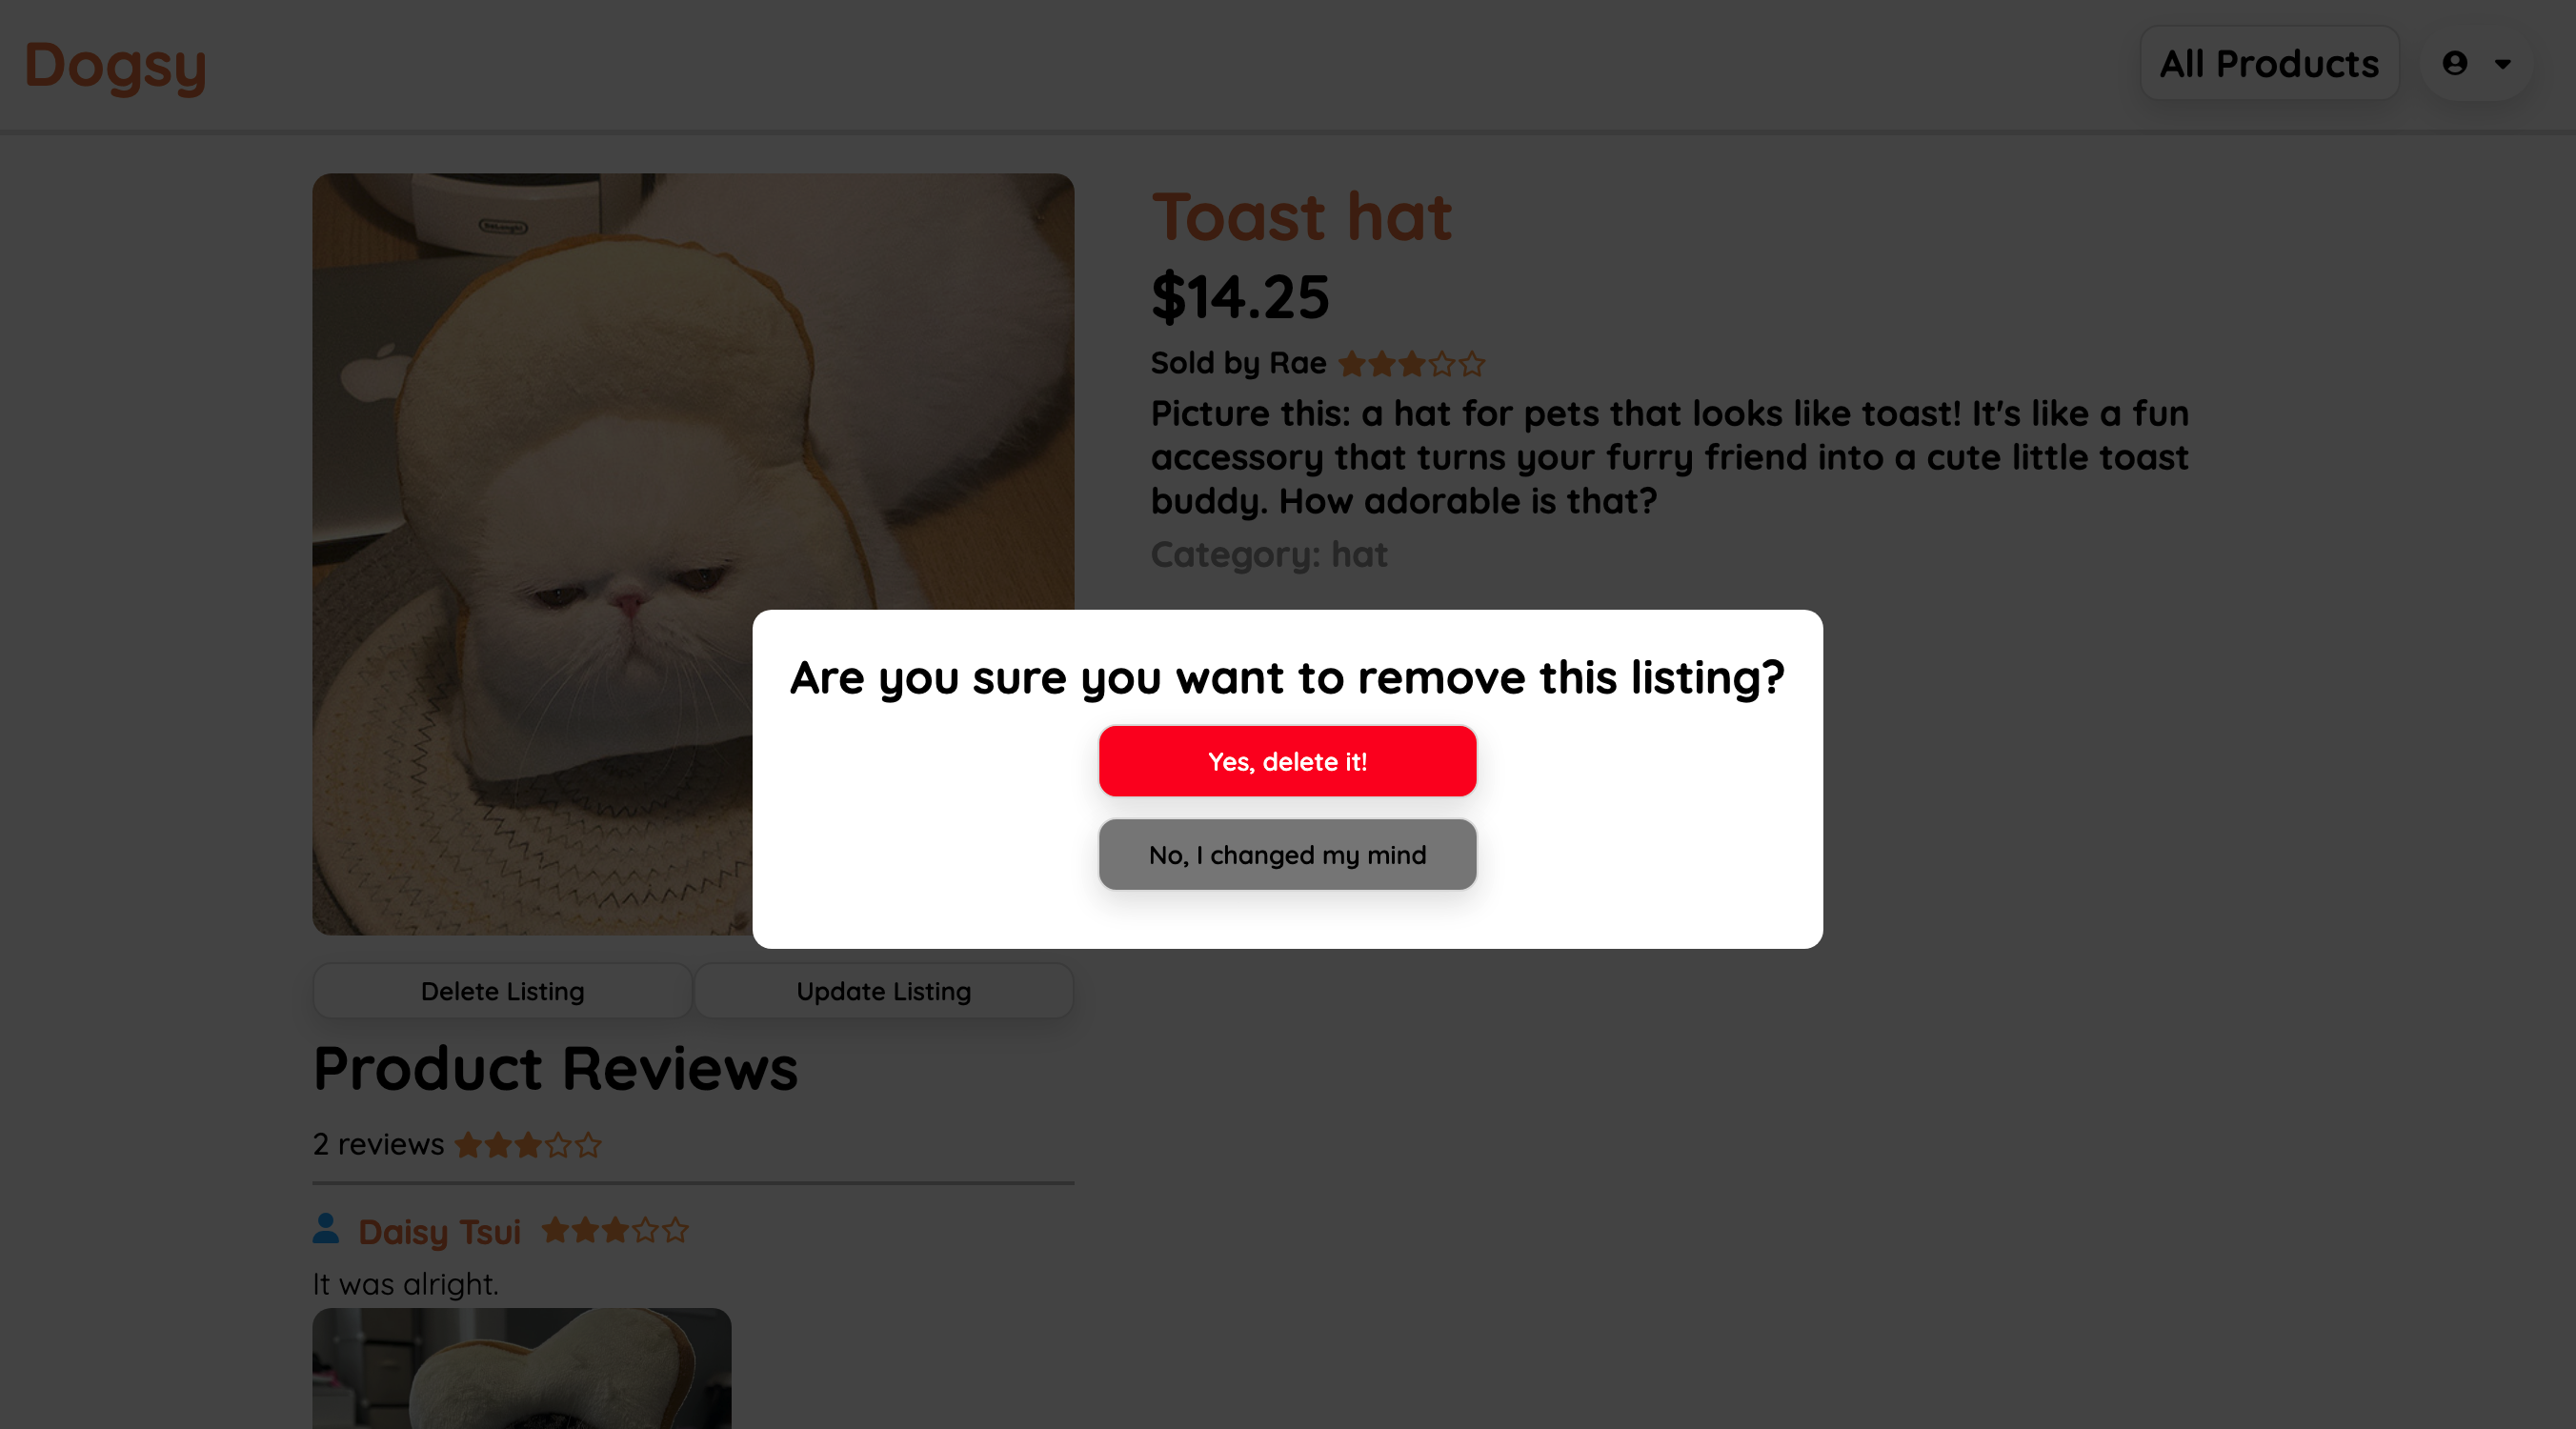 Dogsy
All Products
Toast hat
$14.25
Sold by Rae
Picture this: a hat for pets that looks like toast! It's like a fun
accessory that turns your furry friend into a cute little toast
buddy. How adorable is that?
Category: hat
Are you sure you want to remove this listing?
Yes, delete it!
No, I changed my mind
Delete Listing
Update Listing
Product Reviews
2 reviews
Daisy Tsui
It was alright.